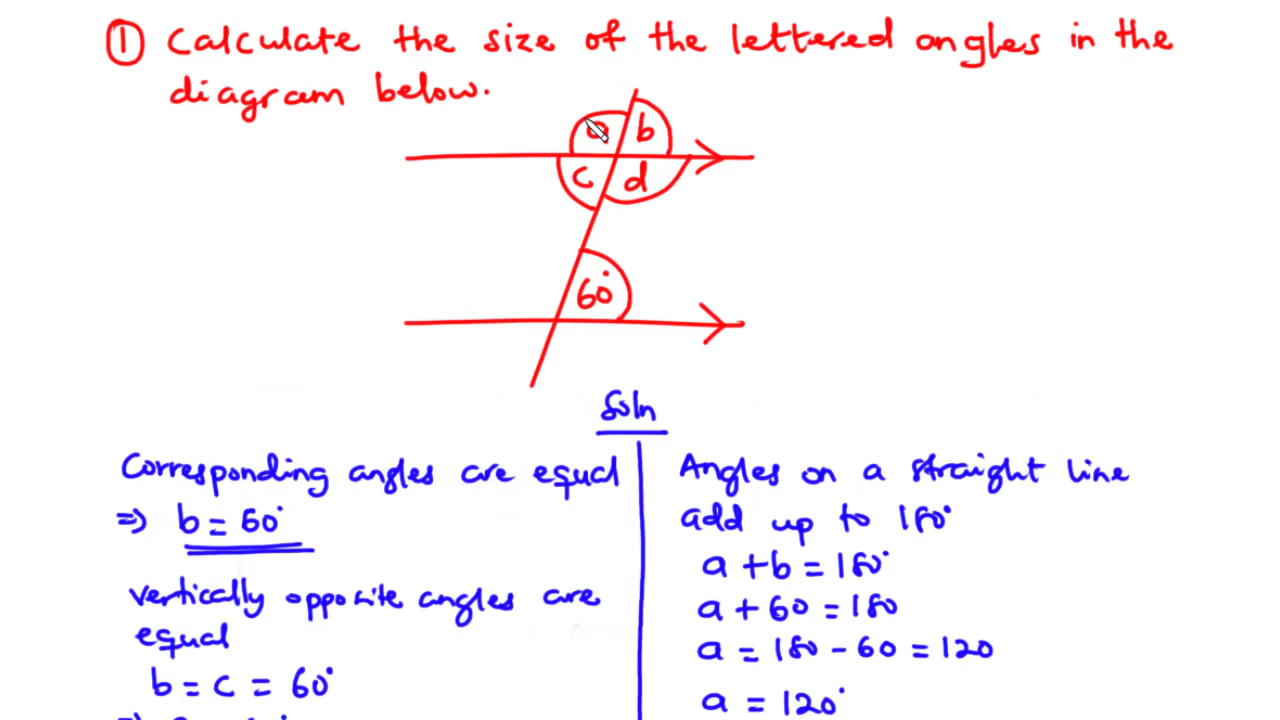 ① Calculate the size of the lettered angles in the
diagram below.
a b
c d
60°
Soln
Corresponding angles are equal
⇒ b = 60°
Vertically opposite angles are
equal
b = c = 60°
Angles on a straight line
add up to 180°
a + b = 180°
a + 60 = 180
a = 180 - 60 = 120
a = 120°